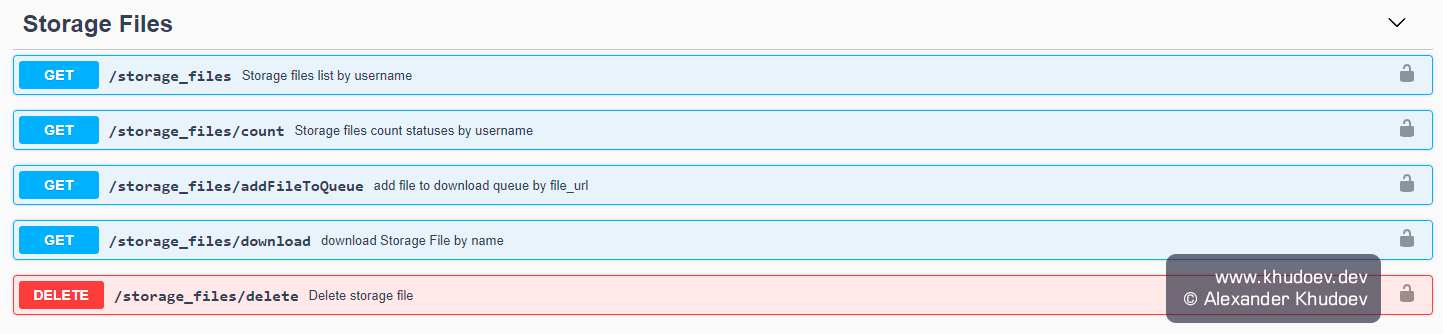 Storage Files
GET /storage_files Storage files list by username
GET /storage_files/count Storage files count statuses by username
GET /storage_files/addFileToQueue add file to download queue by file_url
GET /storage_files/download download Storage File by name
DELETE /storage_files/delete Delete storage file
www.khudoev.dev
© Alexander Khudoev